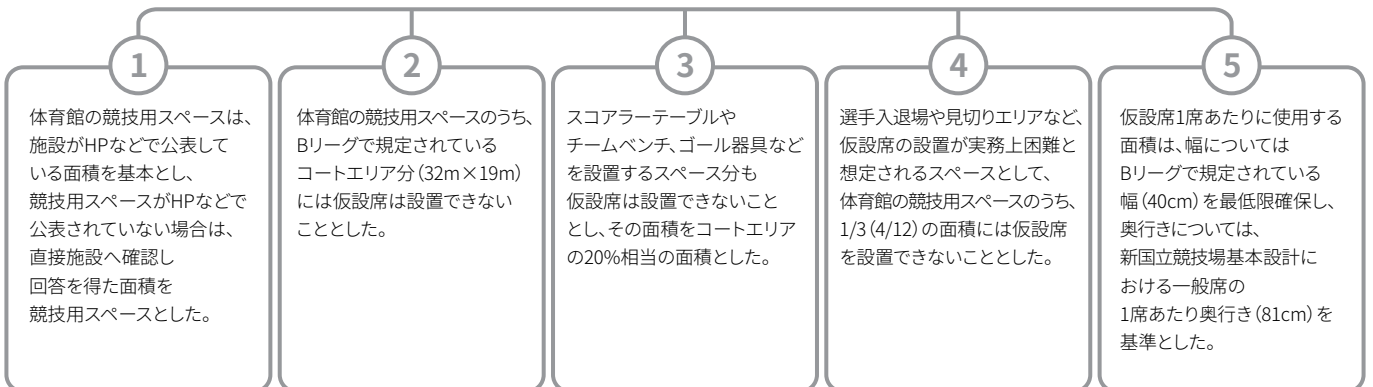 1
体育館の競技用スペースは、
施設がHPなどで公表して
いる面積を基本とし、
競技用スペースがHPなどで
公表されていない場合は、
直接施設へ確認し
回答を得た面積を
競技用スペースとした。
2
体育館の競技用スペースのうち、
Bリーグで規定されている
コートエリア分（32m×19m）
には仮設席は設置できない
こととした。
3
スコアラーテーブルや
チームベンチ、ゴール器具など
を設置するスペース分も
仮設席は設置できないこと
とし、その面積をコートエリア
の20%相当の面積とした。
4
選手入退場や見切りエリアなど、
仮設席の設置が実務上困難と
想定されるスペースとして、
体育館の競技用スペースのうち、
1/3（4/12）の面積には仮設席
を設置できないこととした。
5
仮設席1席あたりに使用する
面積は、幅については
Bリーグで規定されている
幅（40cm）を最低限確保し、
奥行きについては、
新国立競技場基本設計に
おける一般席の
1席あたり奥行き（81cm）を
基準とした。